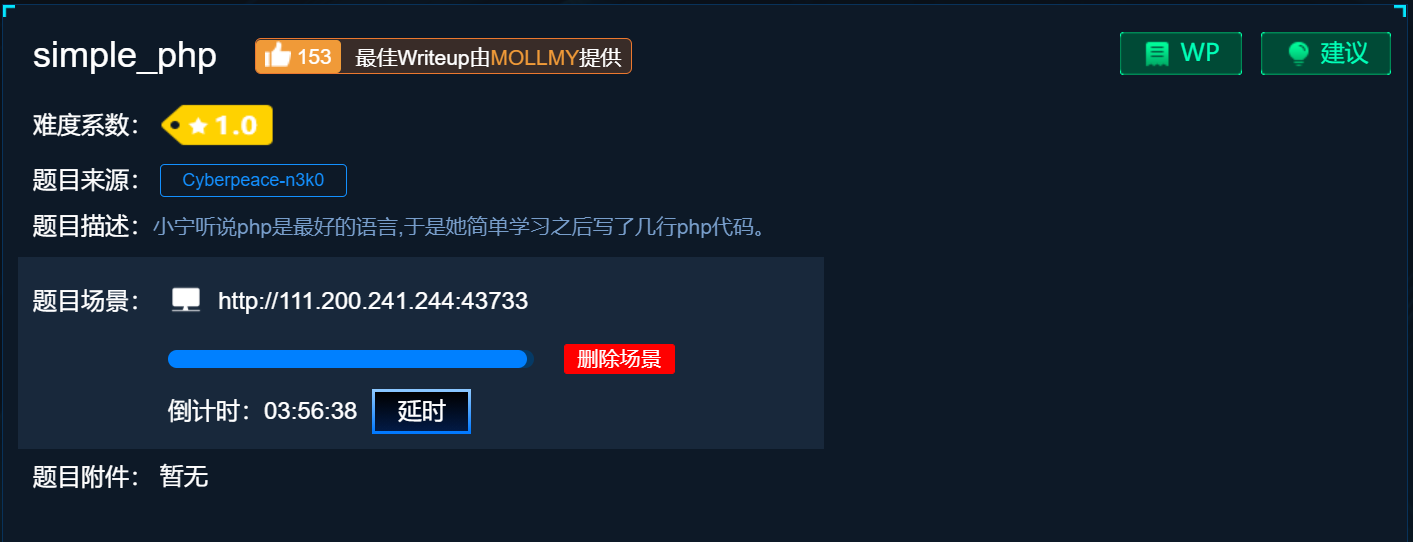 simple_php 153 最佳Writeup由MOLLMY提供 WP 建议
难度系数： 1.0
题目来源： Cyberpeace-n3k0
题目描述：小宁听说php是最好的语言,于是她简单学习之后写了几行php代码。
题目场景： http://111.200.241.244:43733
删除场景
倒计时：03:56:38 延时
题目附件： 暂无